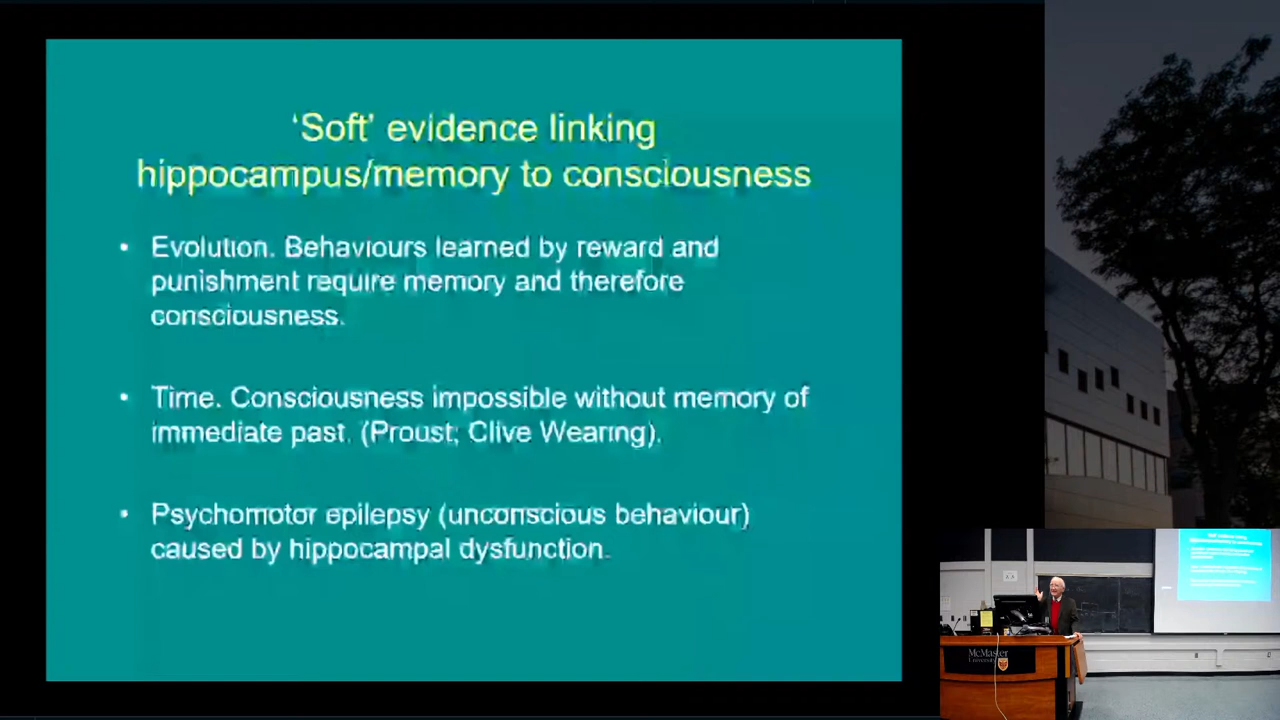 'Soft' evidence linking
hippocampus/memory to consciousness
• Evolution. Behaviours learned by reward and
punishment require memory and therefore
consciousness.
• Time. Consciousness impossible without memory of
immediate past. (Proust; Clive Wearing).
• Psychomotor epilepsy (unconscious behaviour)
caused by hippocampal dysfunction.
McMaster
University